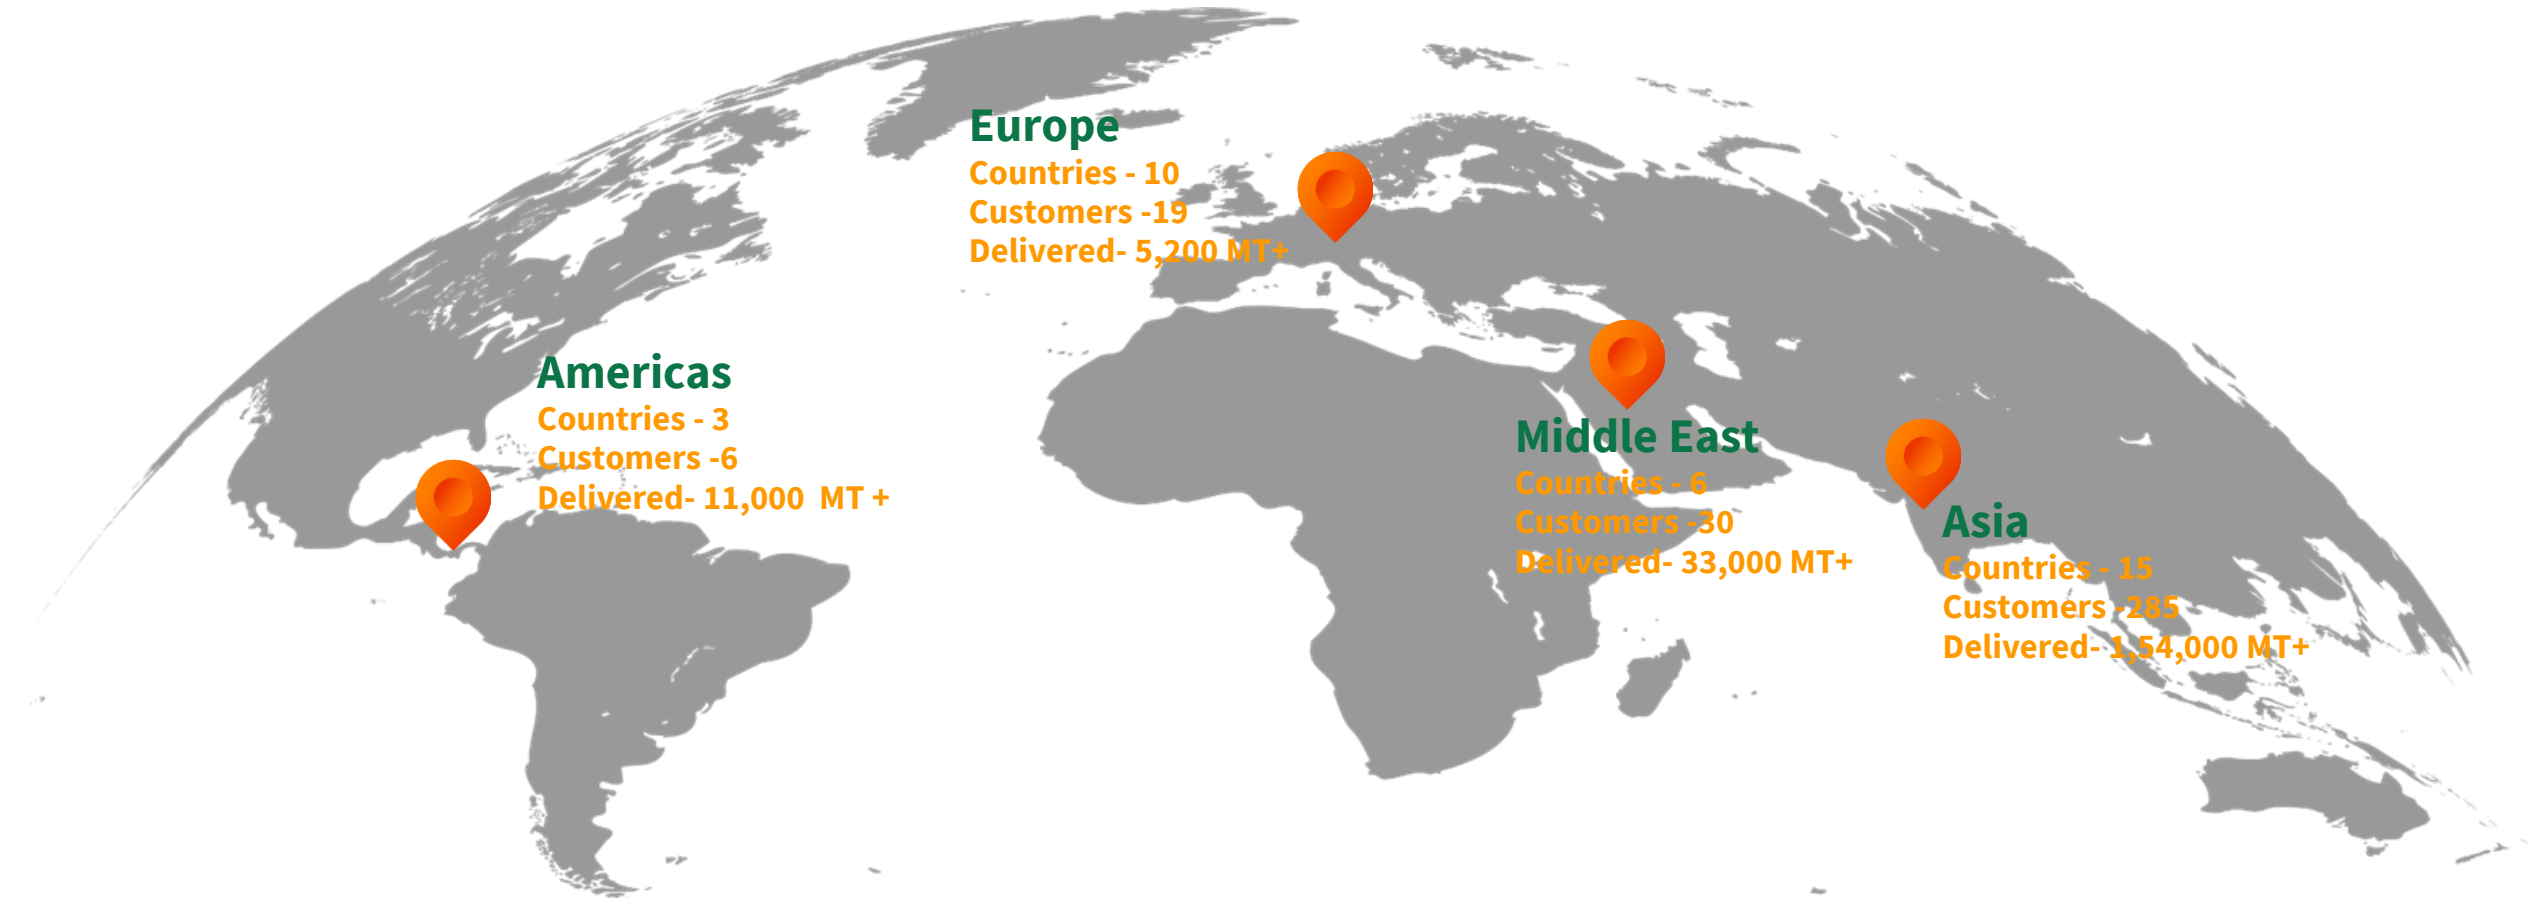 Europe
Countries - 10
Customers -19
Delivered- 5,200 MT+
Americas
Countries - 3
Customers -6
Delivered- 11,000  MT +
Middle East
Countries - 6
Customers -30
Delivered- 33,000 MT+
Asia
Countries - 15
Customers -285
Delivered- 1,54,000 MT+